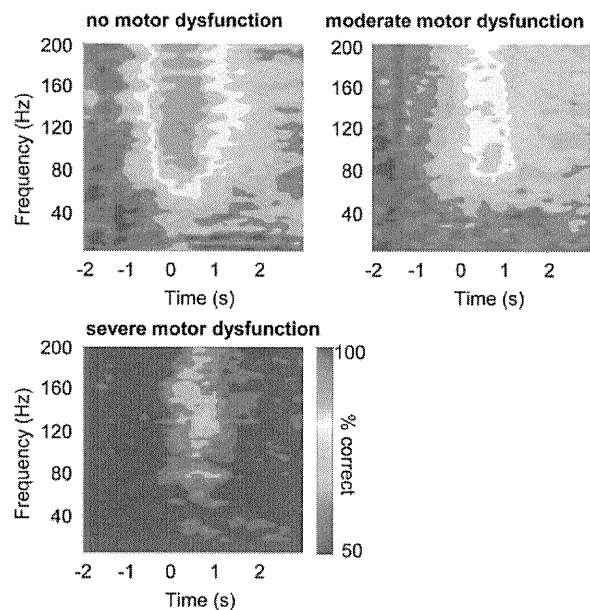 no motor dysfunction
moderate motor dysfunction
Frequency (Hz)
200
160
120
80
40
-2 -1 0 1 2
Time (s)
200
160
120
80
40
-2 -1 0 1 2
Time (s)
severe motor dysfunction
Frequency (Hz)
200
160
120
80
40
-2 -1 0 1 2
Time (s)
100
% correct
50